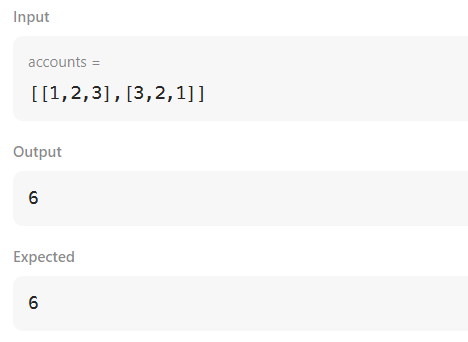 Input
accounts =
[[1,2,3],[3,2,1]]
Output
6
Expected
6